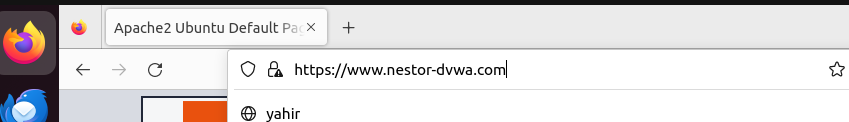 Apache2 Ubuntu Default Pa
https://www.nestor-dvwa.com
yahir